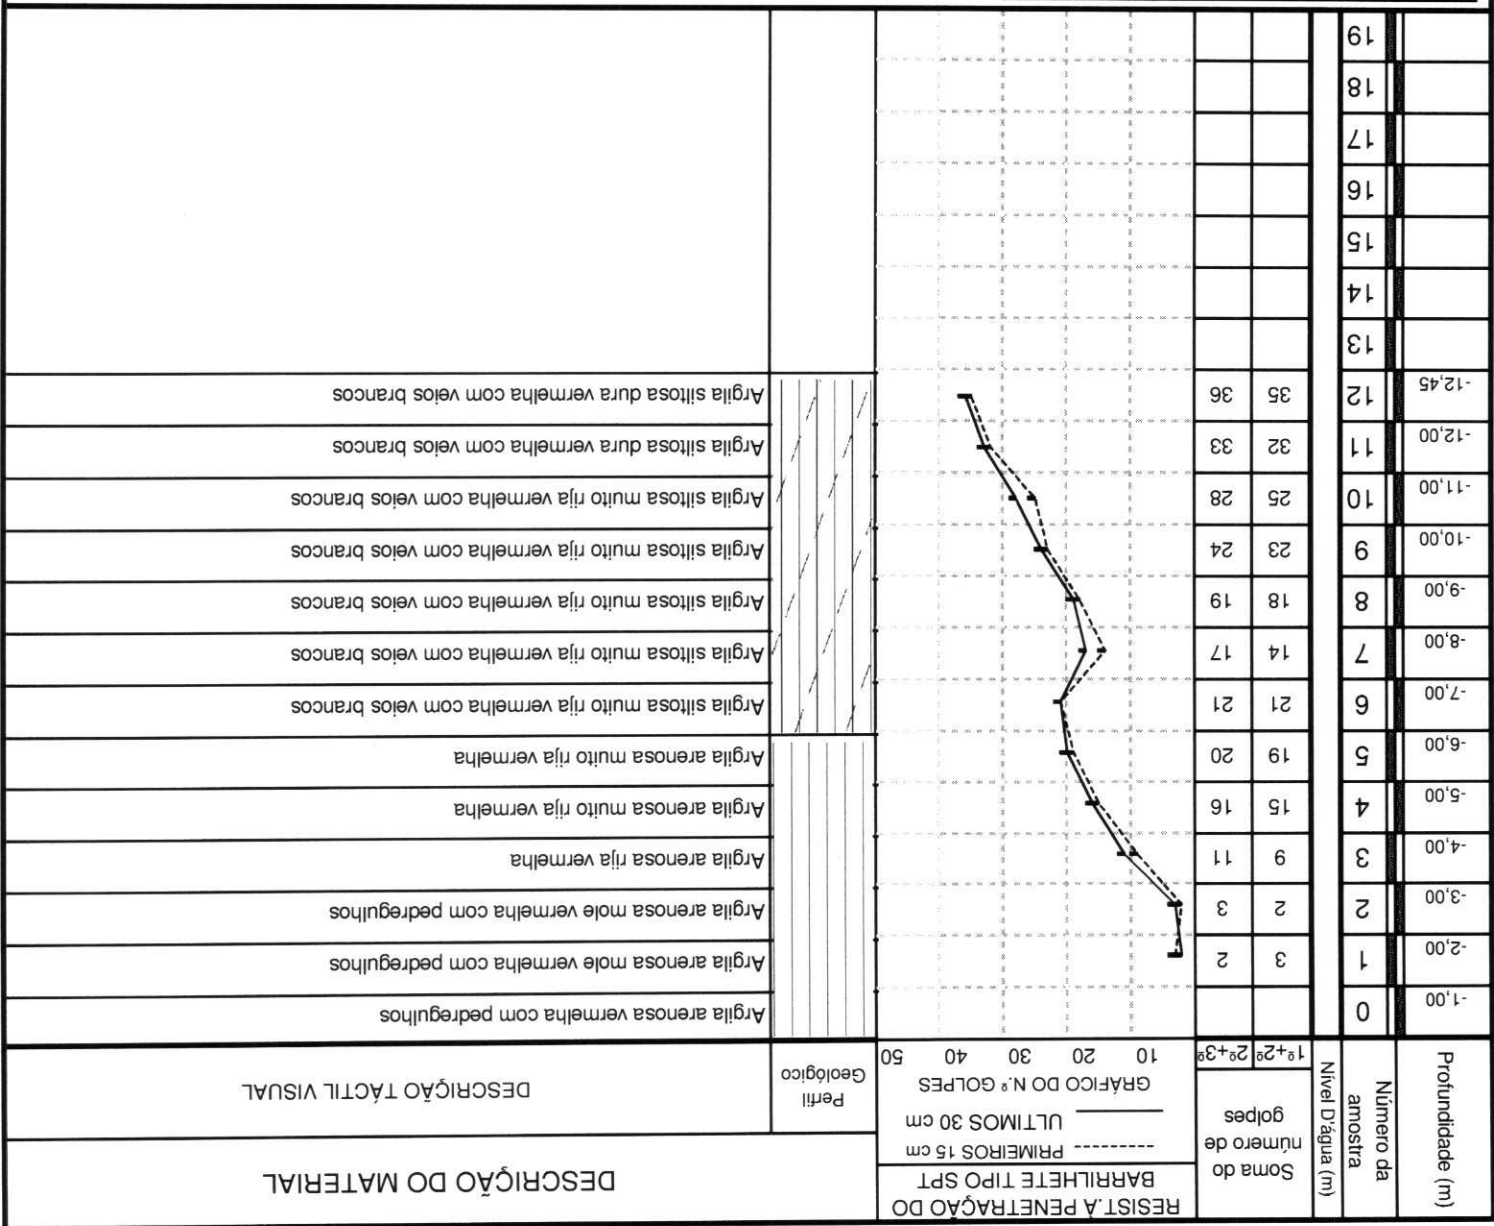 Profundidade (m)
Número da amostra
Nível D'água (m)
Soma do número de golpes
1º+2º 2º+3º
RESIST.À PENETRAÇÃO DO
BARRILHETE TIPO SPT
PRIMEIROS 15 cm
ULTIMOS 30 cm
GRÁFICO DO N.º GOLPES
10 20 30 40 50
DESCRIÇÃO DO MATERIAL
Perfil Geológico
DESCRIÇÃO TÁCTIL VISUAL
-1,00 0 Argila arenosa vermelha com pedregulhos
-2,00 1 3 2 Argila arenosa mole vermelha com pedregulhos
-3,00 2 2 3 Argila arenosa mole vermelha com pedregulhos
-4,00 3 9 11 Argila arenosa rija vermelha
-5,00 4 15 16 Argila arenosa muito rija vermelha
-6,00 5 19 20 Argila arenosa muito rija vermelha
-7,00 6 21 21 Argila siltosa muito rija vermelha com veios brancos
-8,00 7 14 17 Argila siltosa muito rija vermelha com veios brancos
-9,00 8 18 19 Argila siltosa muito rija vermelha com veios brancos
-10,00 9 23 24 Argila siltosa muito rija vermelha com veios brancos
-11,00 10 25 28 Argila siltosa muito rija vermelha com veios brancos
-12,00 11 32 33 Argila siltosa dura vermelha com veios brancos
-12,45 12 35 36 Argila siltosa dura vermelha com veios brancos
13
14
15
16
17
18
19